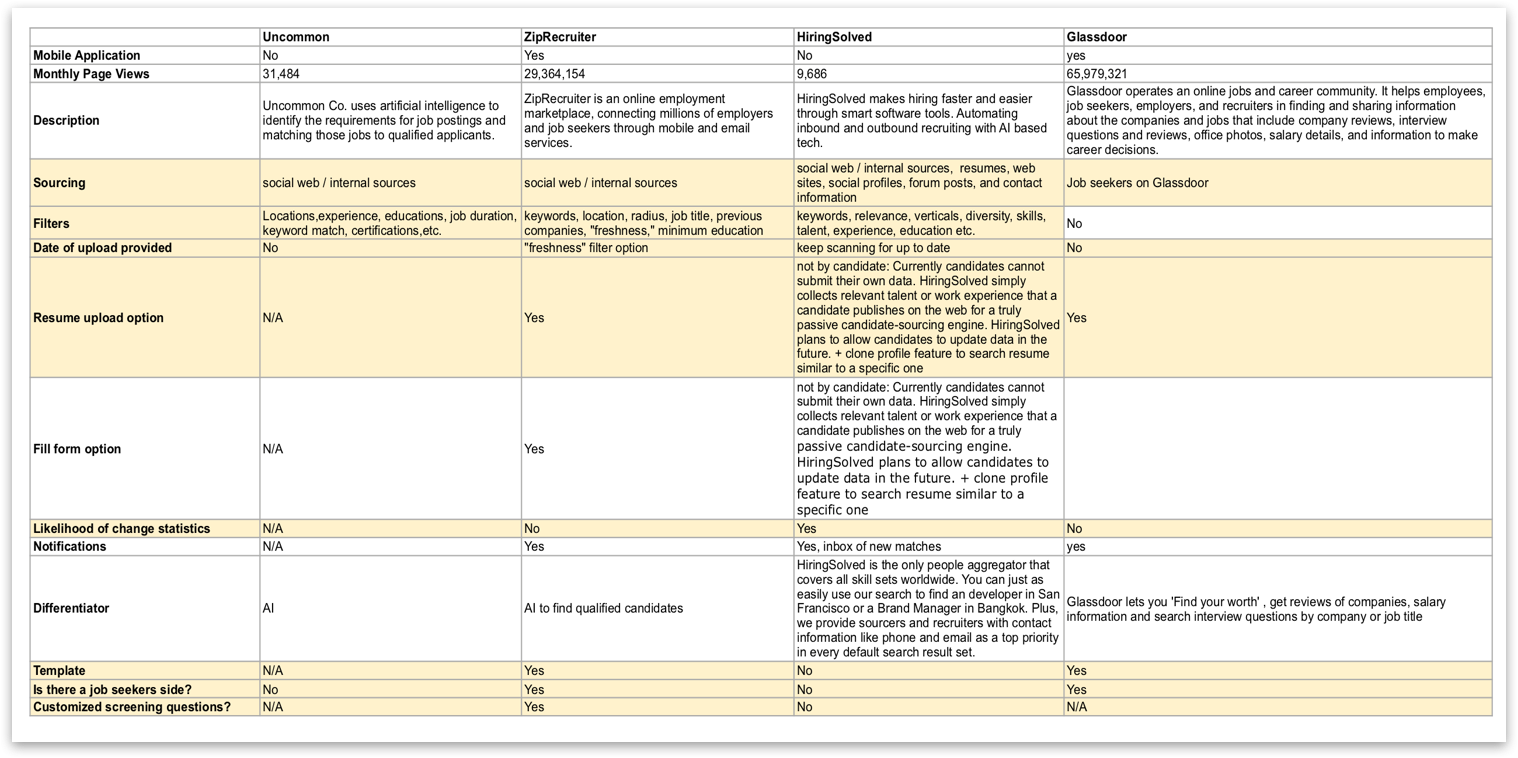 Uncommon ZipRecruiter HiringSolved Glassdoor
Mobile Application No Yes No yes
Monthly Page Views 31,484 29,364,154 9,686 65,979,321
Description
Uncommon Co. uses artificial intelligence to
identify the requirements for job postings and
matching those jobs to qualified applicants.
ZipRecruiter is an online employment
marketplace, connecting millions of employers
and job seekers through mobile and email
services.
HiringSolved makes hiring faster and easier
through smart software tools. Automating
inbound and outbound recruiting with AI based
tech.
Glassdoor operates an online jobs and career community. It helps employees,
job seekers, employers, and recruiters in finding and sharing information
about the companies and jobs that include company reviews, interview
questions and reviews, office photos, salary details, and information to make
career decisions.
Sourcing
social web / internal sources
social web / internal sources
social web / internal sources,  resumes, web
sites, social profiles, forum posts, and contact
information
Job seekers on Glassdoor
Filters
Locations,experience, educations, job duration,
keyword match, certifications,etc.
keywords, location, radius, job title, previous
companies, "freshness," minimum education
keywords, relevance, verticals, diversity, skills,
talent, experience, education etc.
No
Date of upload provided No "freshness" filter option keep scanning for up to date No
Resume upload option
N/A
Yes
not by candidate: Currently candidates cannot
submit their own data. HiringSolved simply
collects relevant talent or work experience that a
candidate publishes on the web for a truly
passive candidate-sourcing engine. HiringSolved
plans to allow candidates to update data in the
future. + clone profile feature to search resume
similar to a specific one
Yes
Fill form option
N/A
Yes
not by candidate: Currently candidates cannot
submit their own data. HiringSolved simply
collects relevant talent or work experience that a
candidate publishes on the web for a truly
passive candidate-sourcing engine.
HiringSolved plans to allow candidates to
update data in the future. + clone profile
feature to search resume similar to a
specific one
Likelihood of change statistics N/A No Yes No
Notifications N/A Yes Yes, inbox of new matches yes
Differentiator
AI
AI to find qualified candidates
HiringSolved is the only people aggregator that
covers all skill sets worldwide. You can just as
easily use our search to find an developer in San
Francisco or a Brand Manager in Bangkok. Plus,
we provide sourcers and recruiters with contact
information like phone and email as a top priority
in every default search result set.
Glassdoor lets you 'Find your worth' , get reviews of companies, salary
information and search interview questions by company or job title
Template N/A Yes No Yes
Is there a job seekers side? No Yes No Yes
Customized screening questions? N/A Yes No N/A